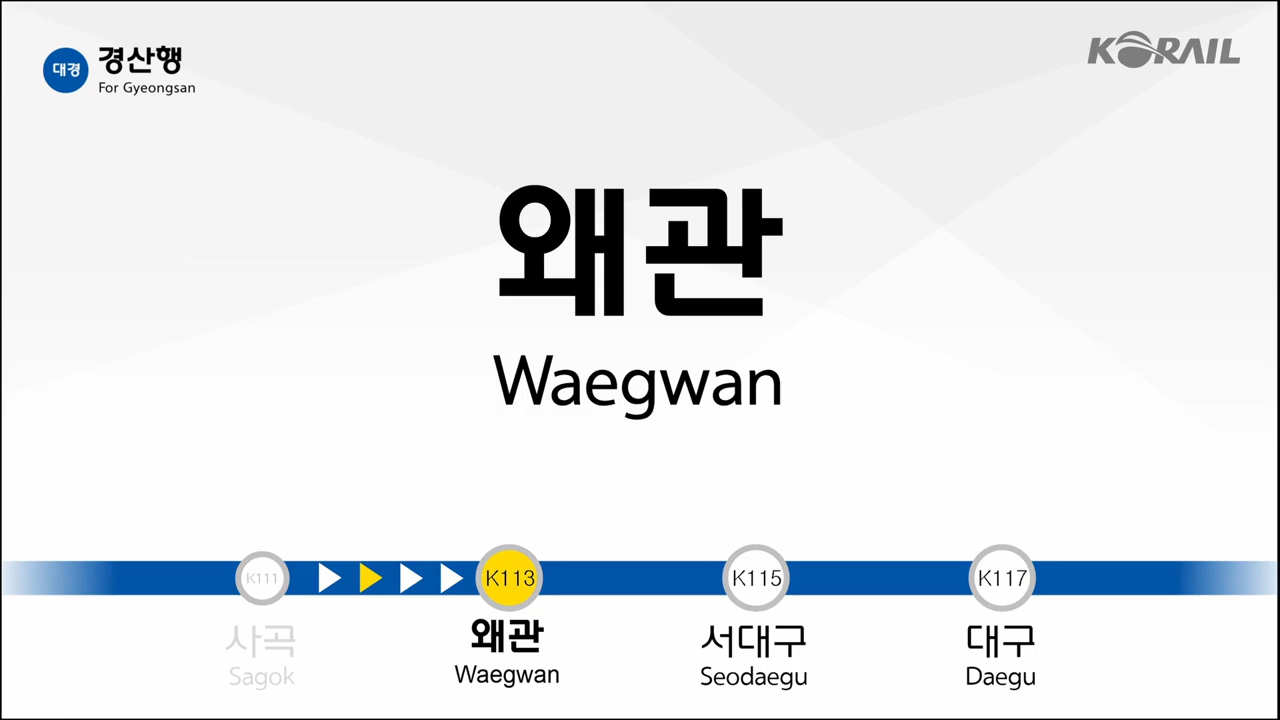 대경
경산행
For Gyeongsan
KORAIL
왜관
Waegwan
K111
K113
K115
K117
사곡
왜관
서대구
대구
Sagok
Waegwan
Seodaegu
Daegu